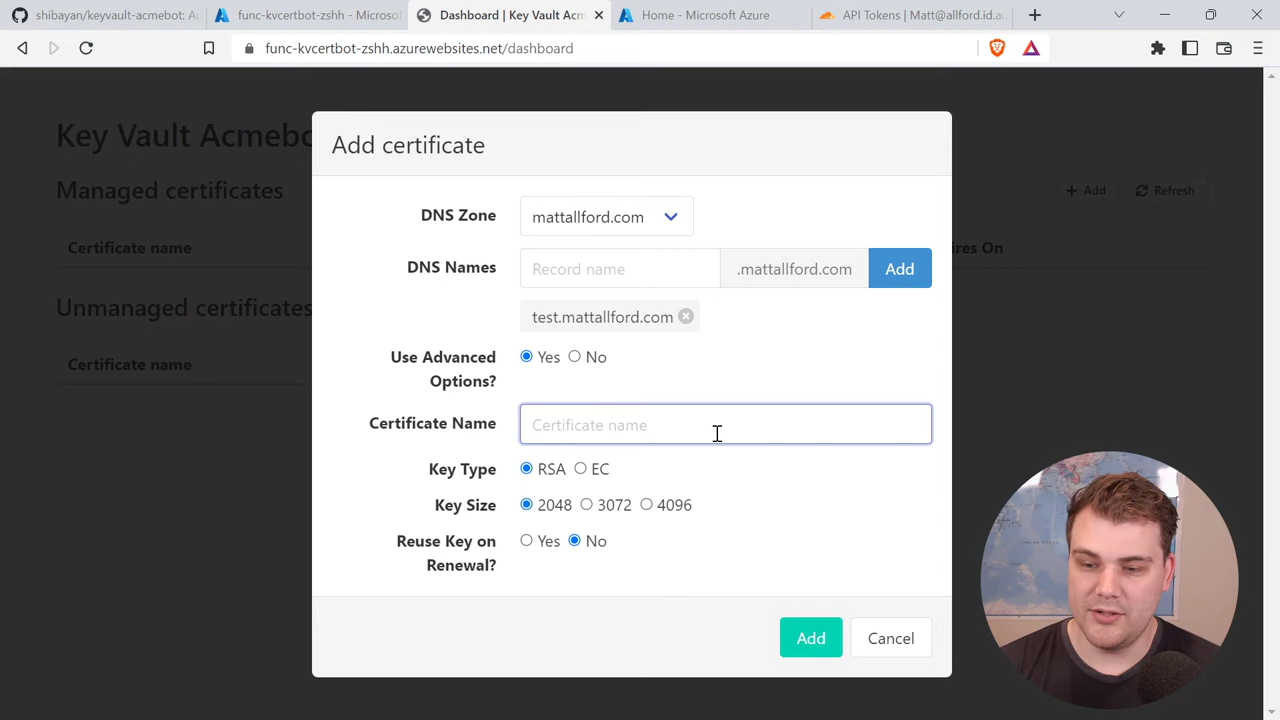 shibayan/keyvault-acmebot: A
func-kvcertbot-zshh - Microsof
Dashboard | Key Vault Acm
Home - Microsoft Azure
API Tokens | Matt@allford.id.au
func-kvcertbot-zshh.azurewebsites.net/dashboard
Key Vault Acmebo
Managed certificates
Add
Refresh
Certificate name
ires On
Unmanaged certificates
Certificate name
Add certificate
DNS Zone
mattallford.com
DNS Names
Record name
.mattallford.com
Add
test.mattallford.com
Use Advanced
Options?
Yes
No
Certificate Name
Certificate name
Key Type
RSA
EC
Key Size
2048
3072
4096
Reuse Key on
Renewal?
Yes
No
Add
Cancel